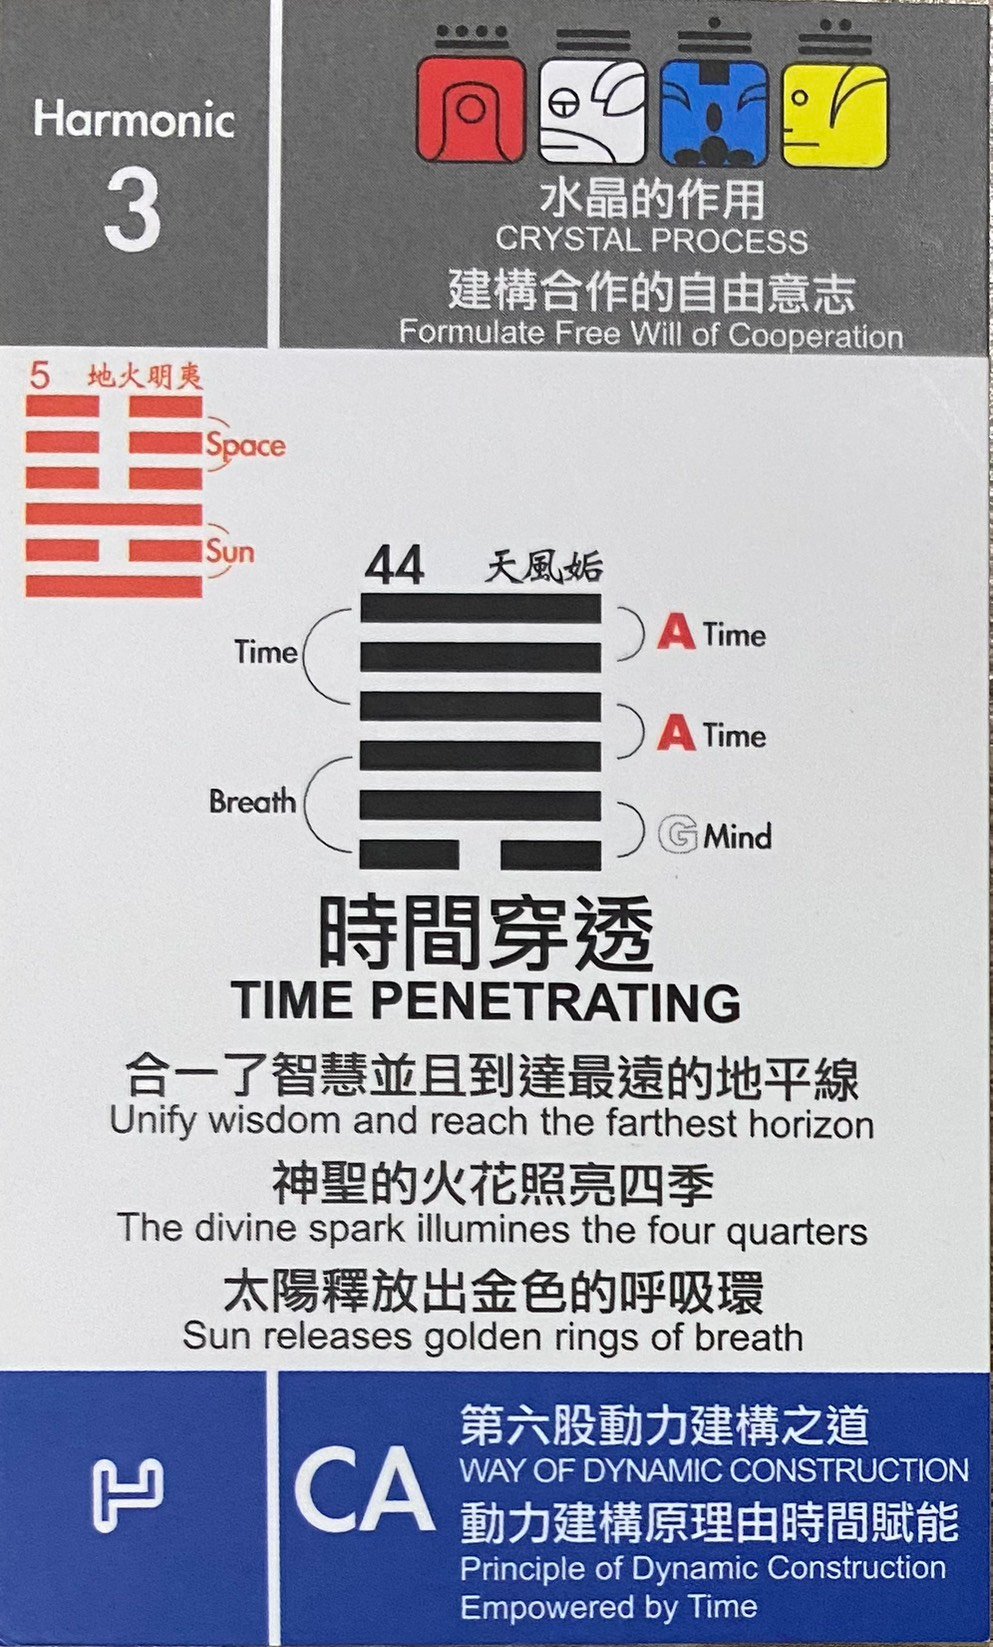 Harmonic
3
水晶的作用
CRYSTAL PROCESS
建構合作的自由意志
Formulate Free Will of Cooperation
5 地火明夷
Space
Sun
44 天風姤
Time
A Time
A Time
Breath
G Mind
時間穿透
TIME PENETRATING
合一了智慧並且到達最遠的地平線
Unify wisdom and reach the farthest horizon
神聖的火花照亮四季
The divine spark illumines the four quarters
太陽釋放出金色的呼吸環
Sun releases golden rings of breath
CA
第六股動力建構之道
WAY OF DYNAMIC CONSTRUCTION
動力建構原理由時間賦能
Principle of Dynamic Construction
Empowered by Time